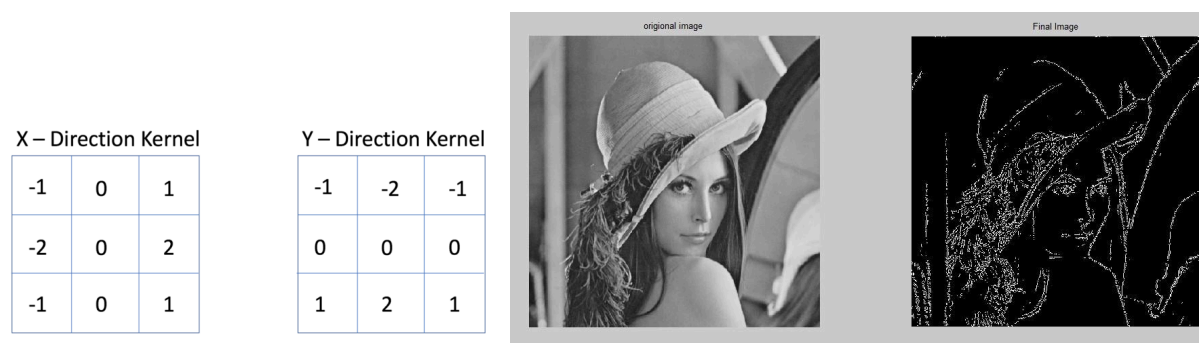 X – Direction Kernel
-1 0 1
-2 0 2
-1 0 1
Y – Direction Kernel
-1 -2 -1
0 0 0
1 2 1
origional image
Final Image